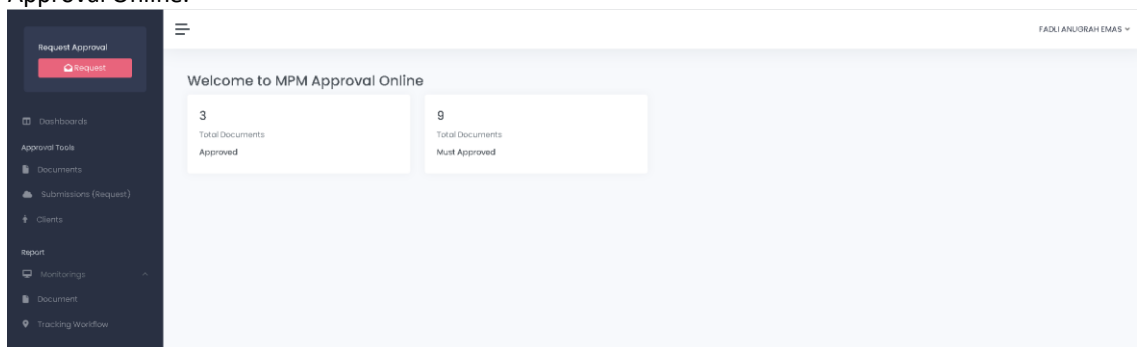 Approval Online.
Request Approval
Request
Dashboards
Approval Tools
Documents
Submissions (Request)
Clients
Report
Monitorings
Document
Tracking Workflow
FADLI ANUGRAH EMAS
Welcome to MPM Approval Online
3
Total Documents
Approved
9
Total Documents
Must Approved